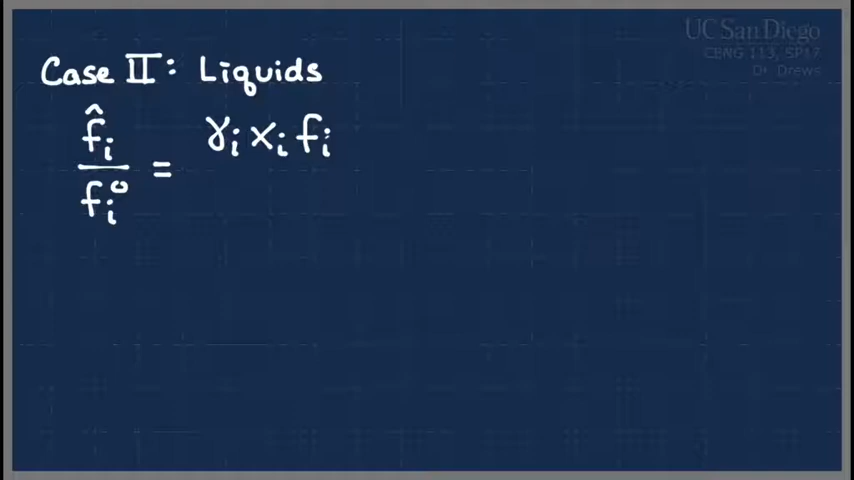 UC San Diego
CENG 113, SP17
Dr. Drews
Case II: Liquids
f̂ᵢ / fᵢ° = γᵢ xᵢ fᵢ